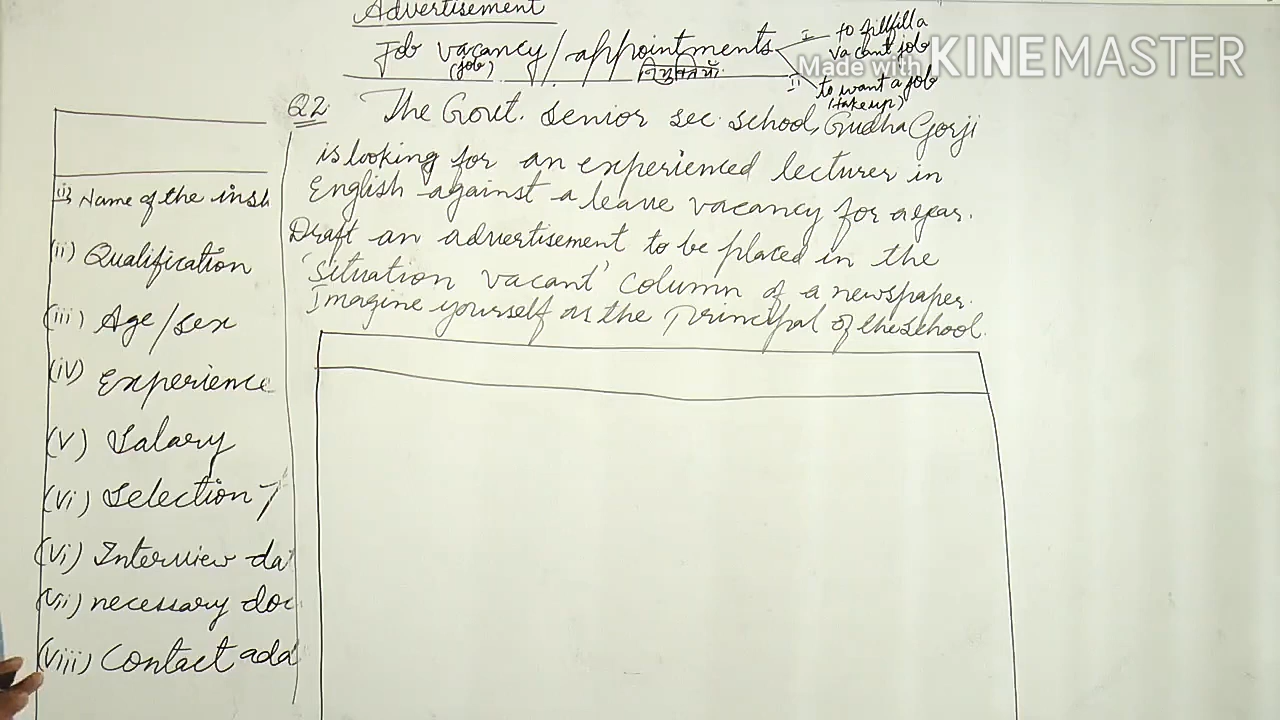 Advertisement
Job vacancy / appointments
(job)
नियुक्तियाँ
I to fillfill a
vacant job
II to want a job
(take up)
Made with KINEMASTER
Q2 The Govt. Senior sec. school, Gudha Gorji
is looking for an experienced lecturer in
English against a leave vacancy for a year.
Draft an advertisement to be placed in the
'situation vacant' column of a newspaper.
Imagine yourself as the Principal of the school.
(i) Name of the inst
(ii) Qualification
(iii) Age/sex
(iv) Experience
(v) Salary
(vi) Selection
(vi) Interview da
(vii) necessary doc
(viii) Contact add